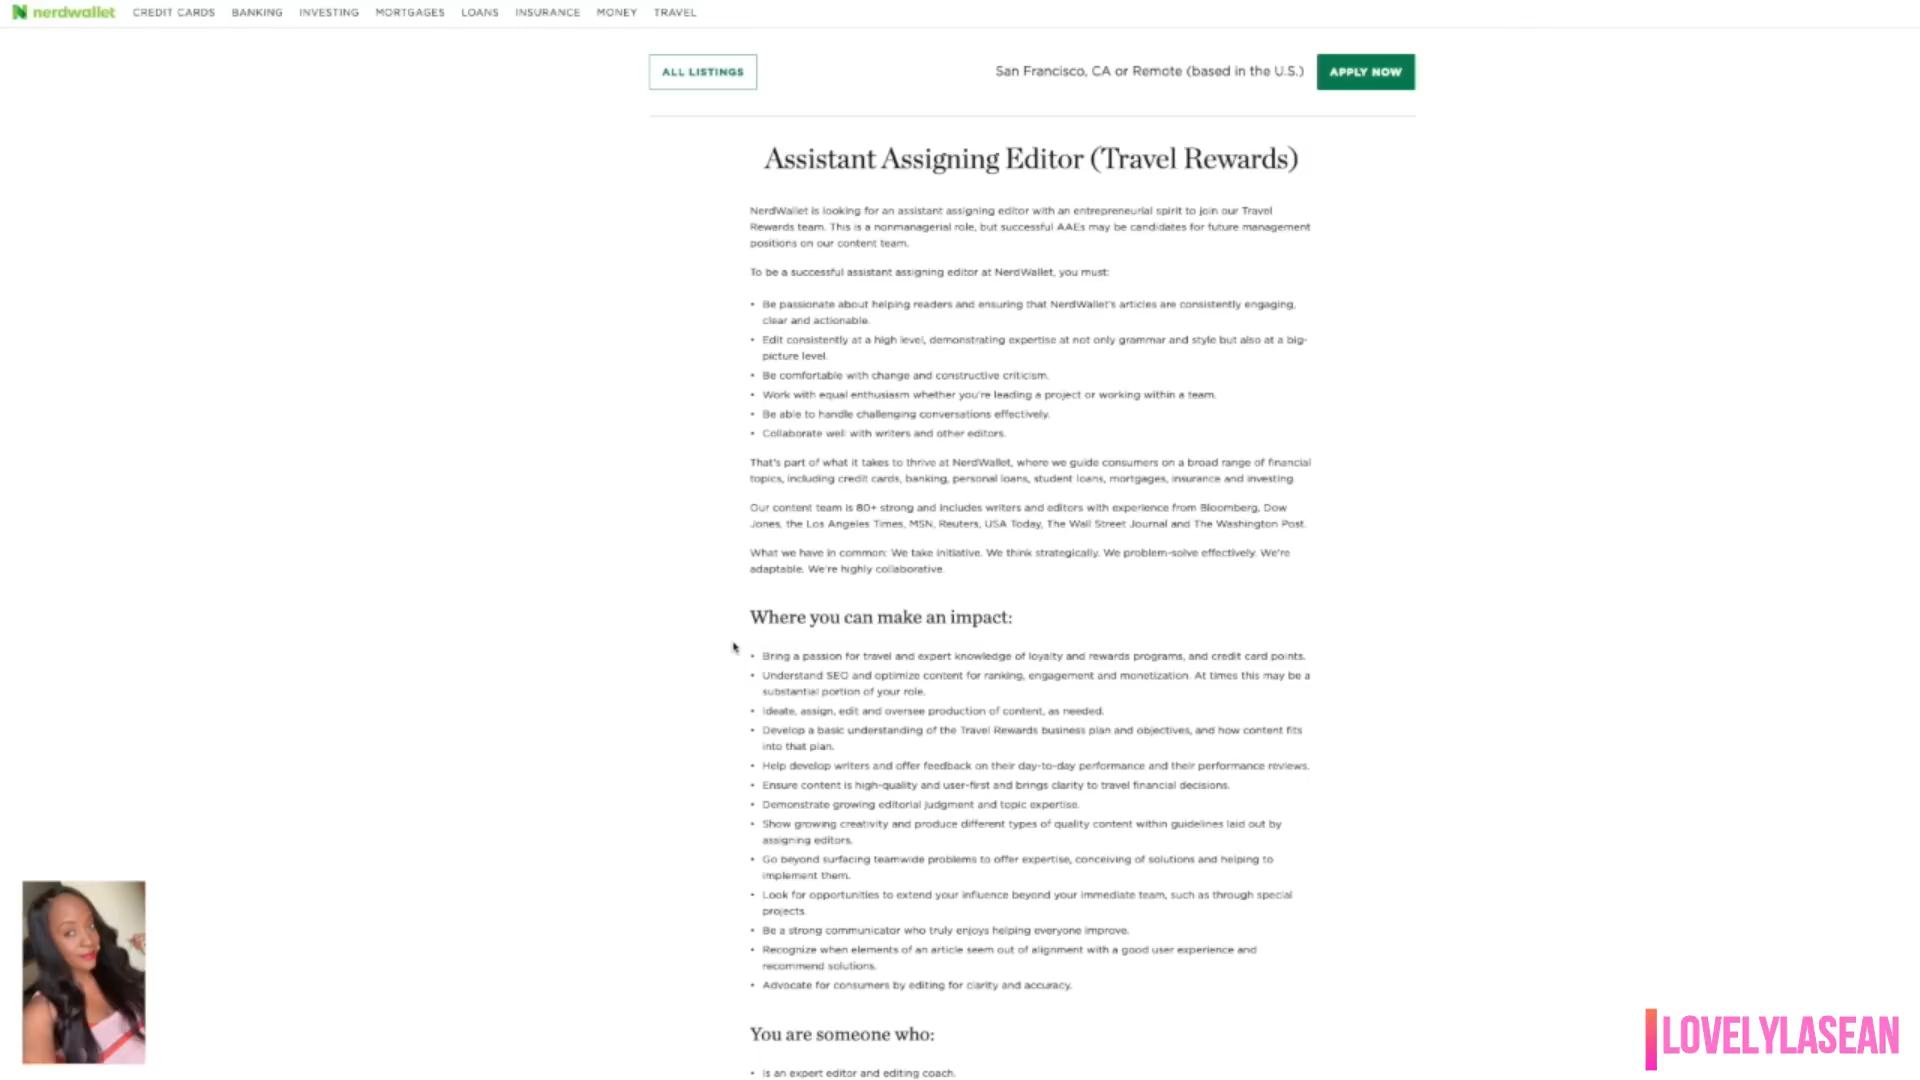 nerdwallet CREDIT CARDS BANKING INVESTING MORTGAGES LOANS INSURANCE MONEY TRAVEL
ALL LISTINGS San Francisco, CA or Remote (based in the U.S.) APPLY NOW
Assistant Assigning Editor (Travel Rewards)
NerdWallet is looking for an assistant assigning editor with an entrepreneurial spirit to join our Travel
Rewards team. This is a nonmanagerial role, but successful AAEs may be candidates for future management
positions on our content team.
To be a successful assistant assigning editor at NerdWallet, you must:
• Be passionate about helping readers and ensuring that NerdWallet's articles are consistently engaging,
clear and actionable.
• Edit consistently at a high level, demonstrating expertise at not only grammar and style but also at a big-
picture level.
• Be comfortable with change and constructive criticism.
• Work with equal enthusiasm whether you're leading a project or working within a team.
• Be able to handle challenging conversations effectively.
• Collaborate well with writers and other editors.
That's part of what it takes to thrive at NerdWallet, where we guide consumers on a broad range of financial
topics, including credit cards, banking, personal loans, student loans, mortgages, insurance and investing
Our content team is 80+ strong and includes writers and editors with experience from Bloomberg, Dow
Jones, the Los Angeles Times, MSN, Reuters, USA Today, The Wall Street Journal and The Washington Post.
What we have in common: We take initiative. We think strategically. We problem-solve effectively. We're
adaptable. We're highly collaborative.
Where you can make an impact:
• Bring a passion for travel and expert knowledge of loyalty and rewards programs, and credit card points.
• Understand SEO and optimize content for ranking, engagement and monetization. At times this may be a
substantial portion of your role.
• Ideate, assign, edit and oversee production of content, as needed.
• Develop a basic understanding of the Travel Rewards business plan and objectives, and how content fits
into that plan.
• Help develop writers and offer feedback on their day-to-day performance and their performance reviews.
• Ensure content is high-quality and user-first and brings clarity to travel financial decisions.
• Demonstrate growing editorial judgment and topic expertise.
• Show growing creativity and produce different types of quality content within guidelines laid out by
assigning editors.
• Go beyond surfacing teamwide problems to offer expertise, conceiving of solutions and helping to
implement them.
• Look for opportunities to extend your influence beyond your immediate team, such as through special
projects.
• Be a strong communicator who truly enjoys helping everyone improve.
• Recognize when elements of an article seem out of alignment with a good user experience and
recommend solutions.
• Advocate for consumers by editing for clarity and accuracy.
You are someone who:
• Is an expert editor and editing coach.
LOVELYLASEAN